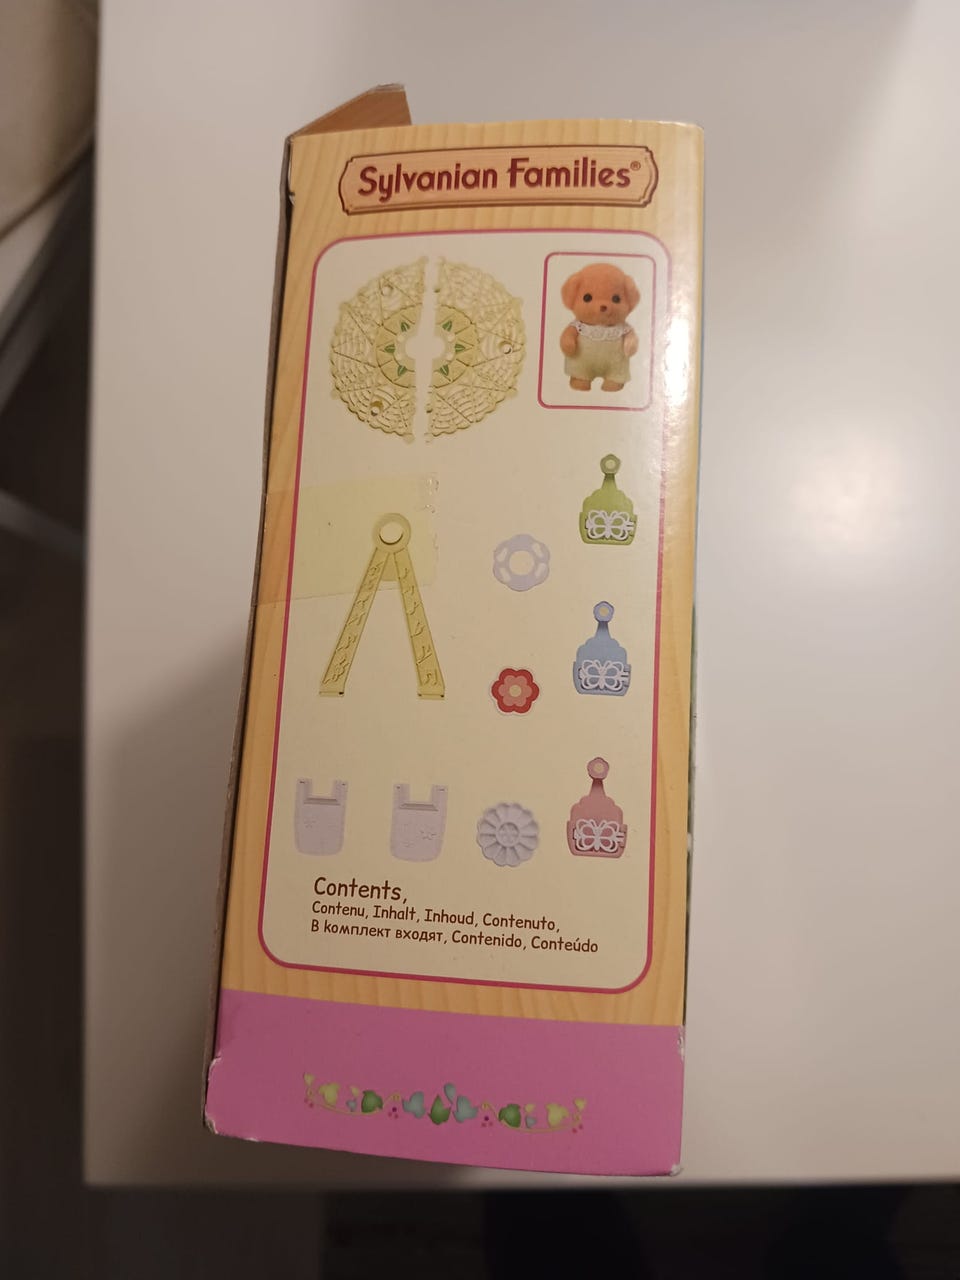 Sylvanian Families®
Contents,
Contenu, Inhalt, Inhoud, Contenuto,
В комплект входят, Contenido, Conteúdo